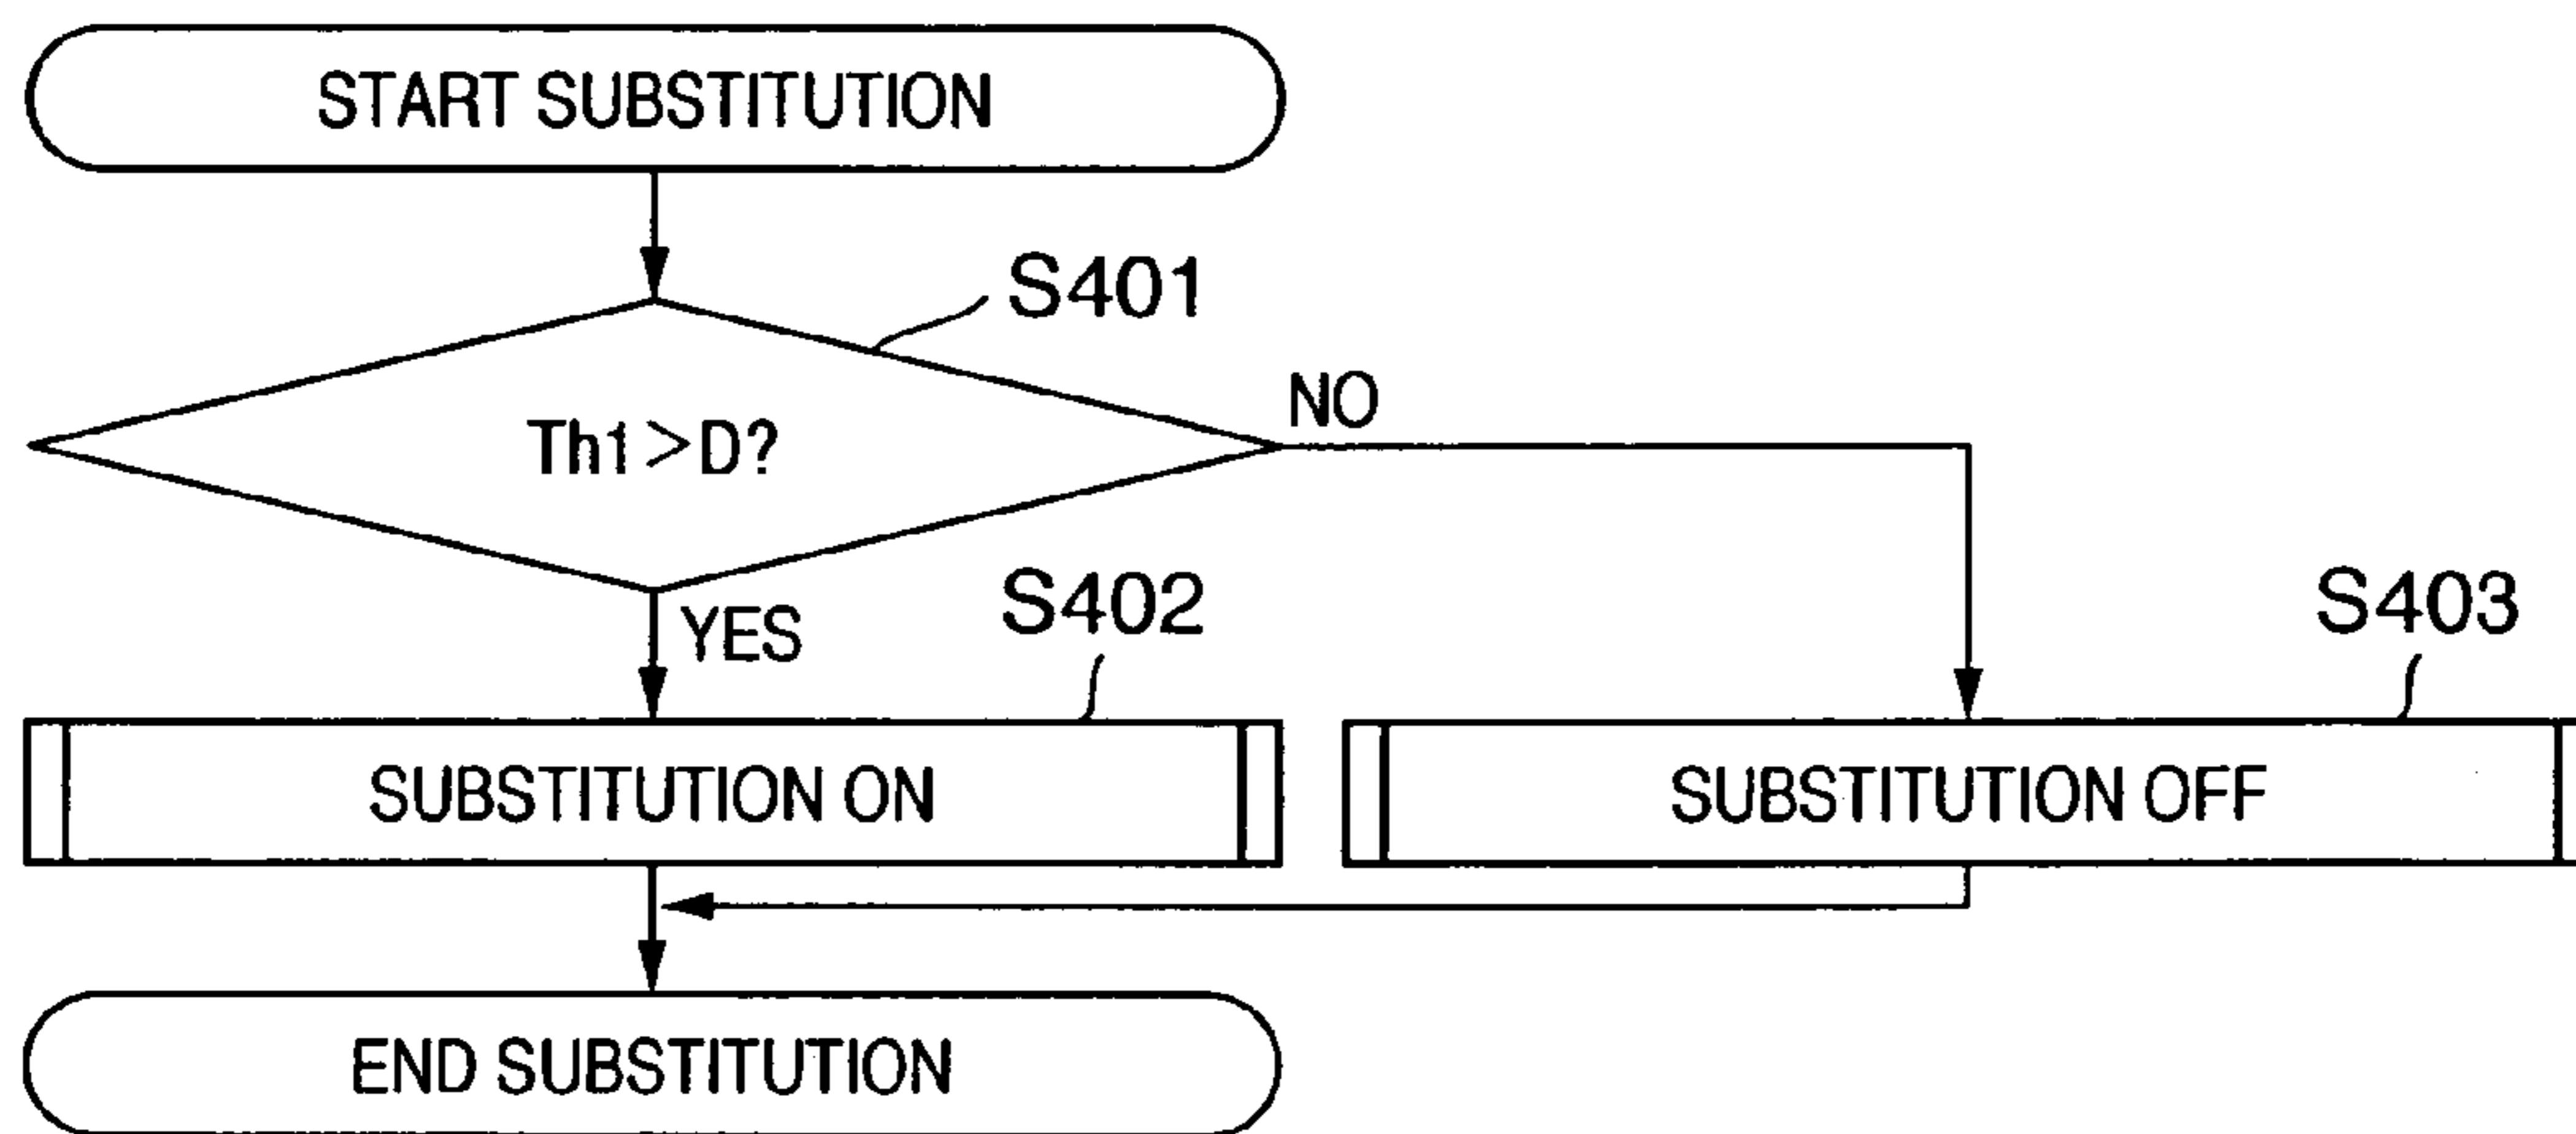 START SUBSTITUTION
S401
Th1>D?
NO
YES
S402
S403
SUBSTITUTION ON
SUBSTITUTION OFF
END SUBSTITUTION